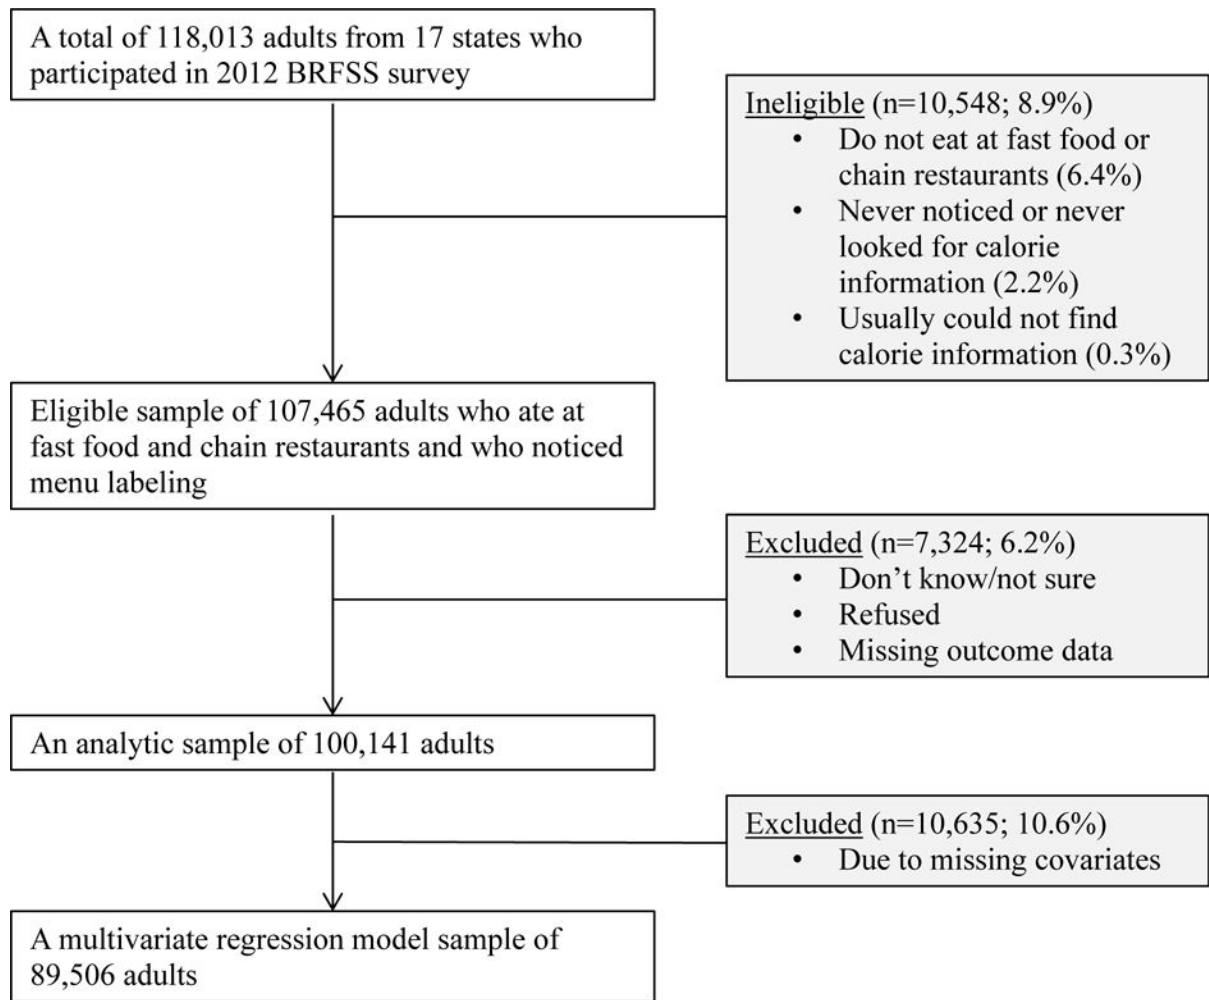 A total of 118,013 adults from 17 states who
participated in 2012 BRFSS survey
Ineligible (n=10,548; 8.9%)
• Do not eat at fast food or
chain restaurants (6.4%)
• Never noticed or never
looked for calorie
information (2.2%)
• Usually could not find
calorie information (0.3%)
Eligible sample of 107,465 adults who ate at
fast food and chain restaurants and who noticed
menu labeling
Excluded (n=7,324; 6.2%)
• Don’t know/not sure
• Refused
• Missing outcome data
An analytic sample of 100,141 adults
Excluded (n=10,635; 10.6%)
• Due to missing covariates
A multivariate regression model sample of
89,506 adults